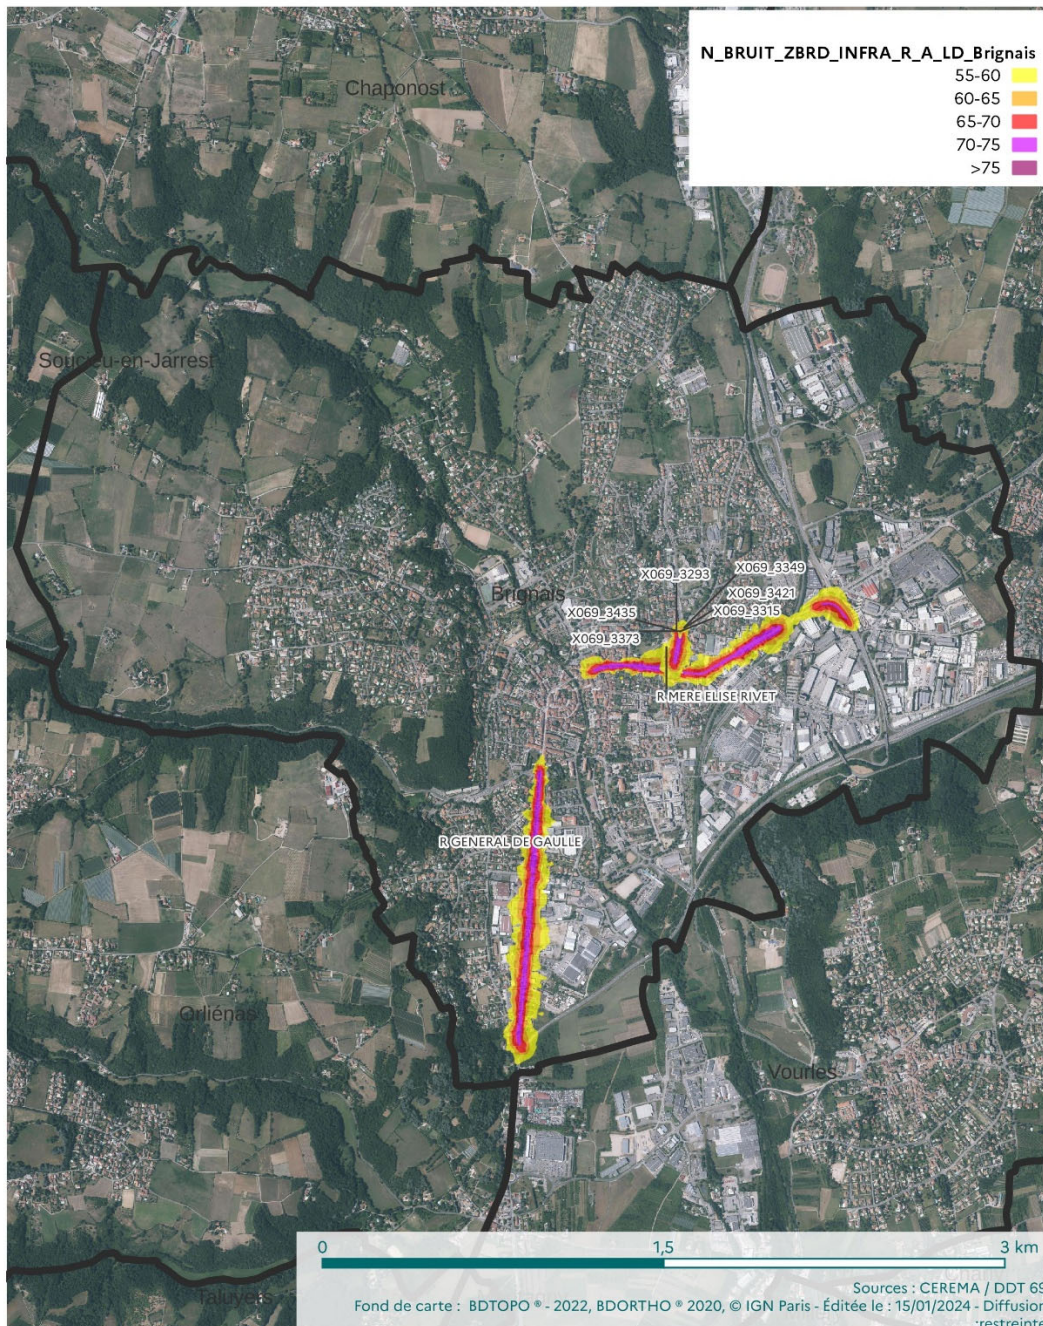 N_BRUIT_ZBRD_INFRA_R_A_LD_Brignais
55-60
60-65
65-70
70-75
>75
Chaponost
Soucieu-en-Jarrest
X069_3293
X069_3349
Brignais
X069_3421
X069_3435
X069_3315
X069_3373
R MERE ELISE RIVET
R GENERAL DE GAULLE
Orliénas
Vourles
0 1,5 3 km
Taluyers
Sources : CEREMA / DDT 69
Fond de carte : BDTOPO ® - 2022, BDORTHO ® 2020, © IGN Paris - Éditée le : 15/01/2024 - Diffusion
:restreinte